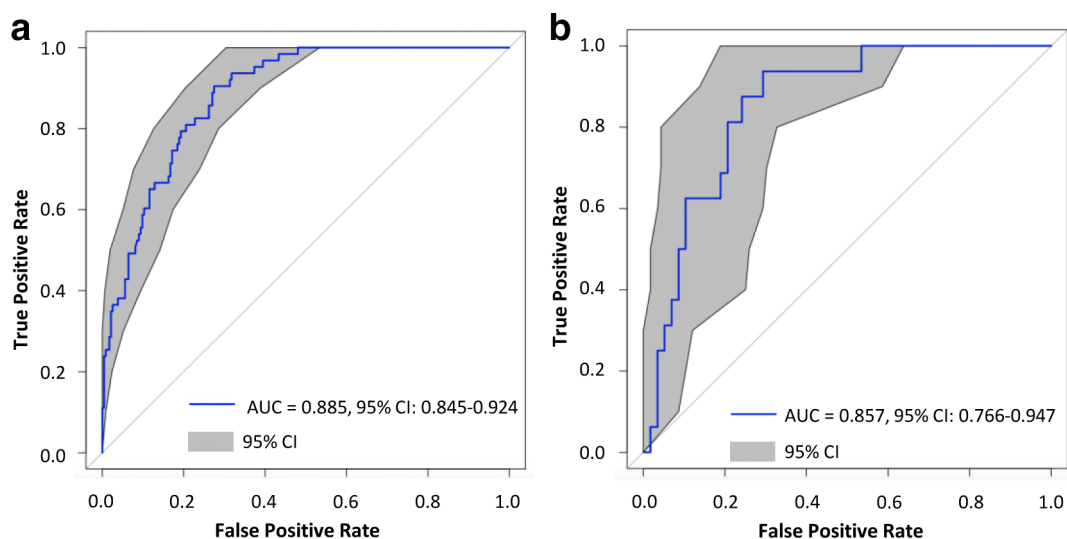 a
1.0
0.8
0.6
0.4
0.2
0.0
True Positive Rate
AUC = 0.885, 95% CI: 0.845-0.924
95% CI
0.0 0.2 0.4 0.6 0.8 1.0
False Positive Rate
b
1.0
0.8
0.6
0.4
0.2
0.0
True Positive Rate
AUC = 0.857, 95% CI: 0.766-0.947
95% CI
0.0 0.2 0.4 0.6 0.8 1.0
False Positive Rate